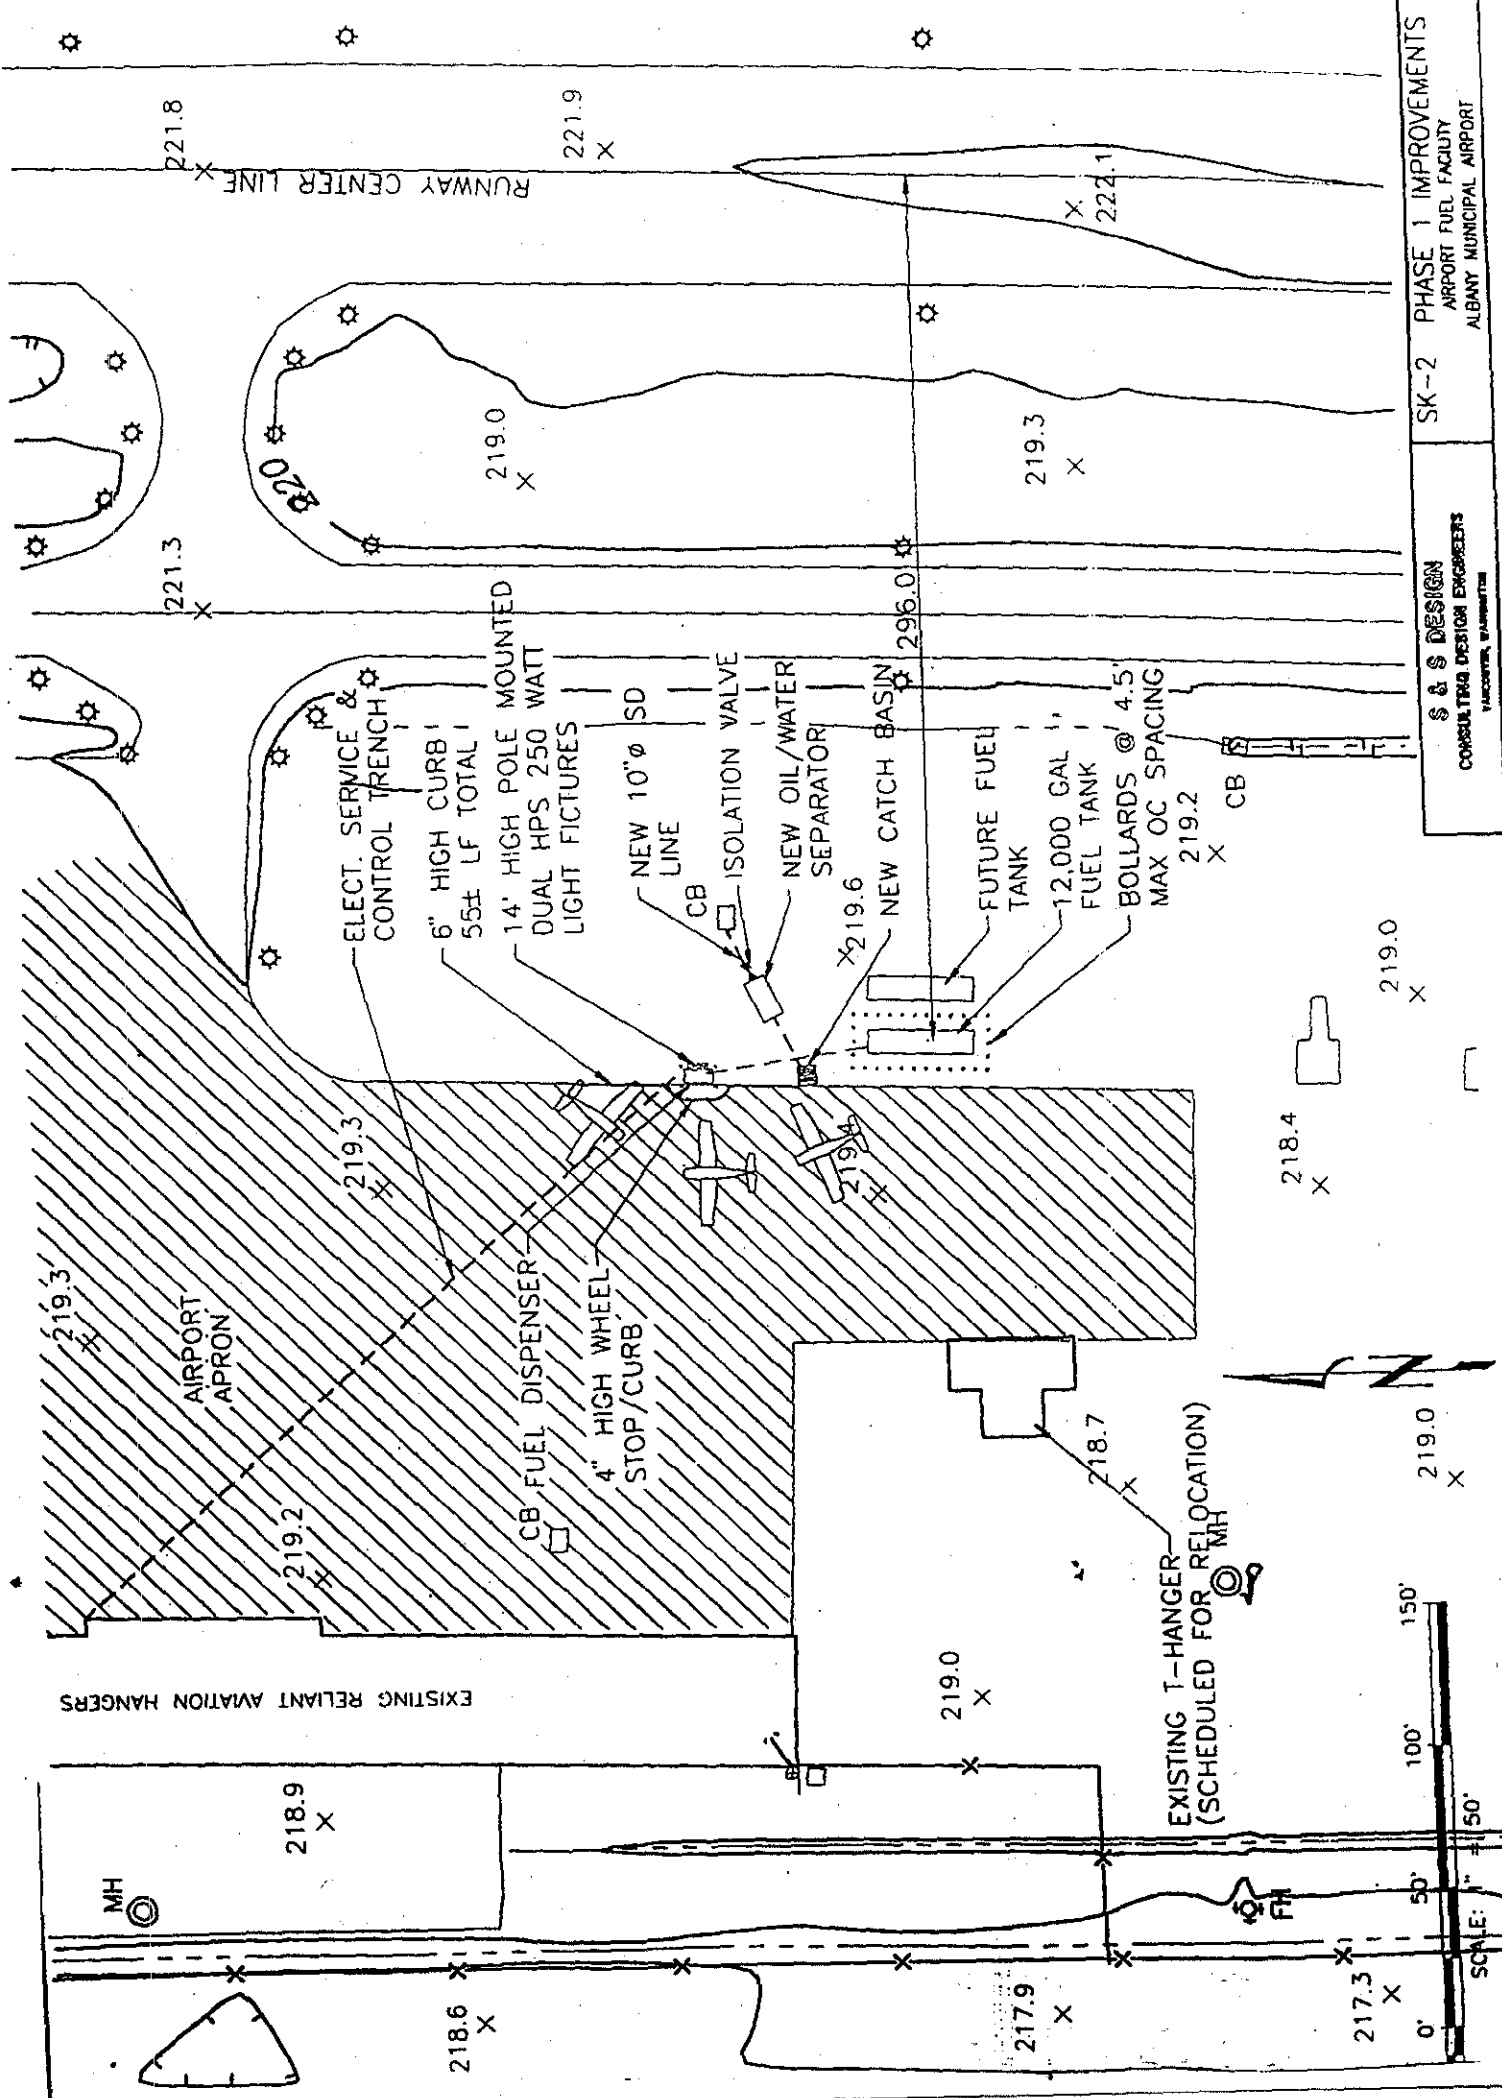 221.8
221.9
RUNWAY CENTER LINE
222.1
220
219.0
219.3
221.3
296.0
ELECT. SERVICE &
CONTROL TRENCH
6" HIGH CURB
55± LF TOTAL
14' HIGH POLE MOUNTED
DUAL HPS 250 WATT
LIGHT FICTURES
NEW 10"ø SD
LINE
CB
ISOLATION VALVE
NEW OIL/WATER
SEPARATOR
219.6
NEW CATCH BASIN
FUTURE FUEL
TANK
12,000 GAL
FUEL TANK
BOLLARDS @ 4.5'
MAX OC SPACING
219.2
CB
219.0
218.4
219.3
219.3
219.4
AIRPORT
APRON
CB
FUEL DISPENSER
4" HIGH WHEEL
STOP/CURB
219.2
218.7
219.0
N
EXISTING T-HANGER
(SCHEDULED FOR RELOCATION)
MH
EXISTING RELIANT AVIATION HANGERS
219.0
218.9
MH
218.6
217.9
217.3
FH
0'
50'
100'
150'
SCALE: 1" = 50'
S & S DESIGN
CONSULTING DESIGN ENGINEERS
VANCOUVER, WASHINGTON
SK-2
PHASE 1 IMPROVEMENTS
AIRPORT FUEL FACILITY
ALBANY MUNICIPAL AIRPORT